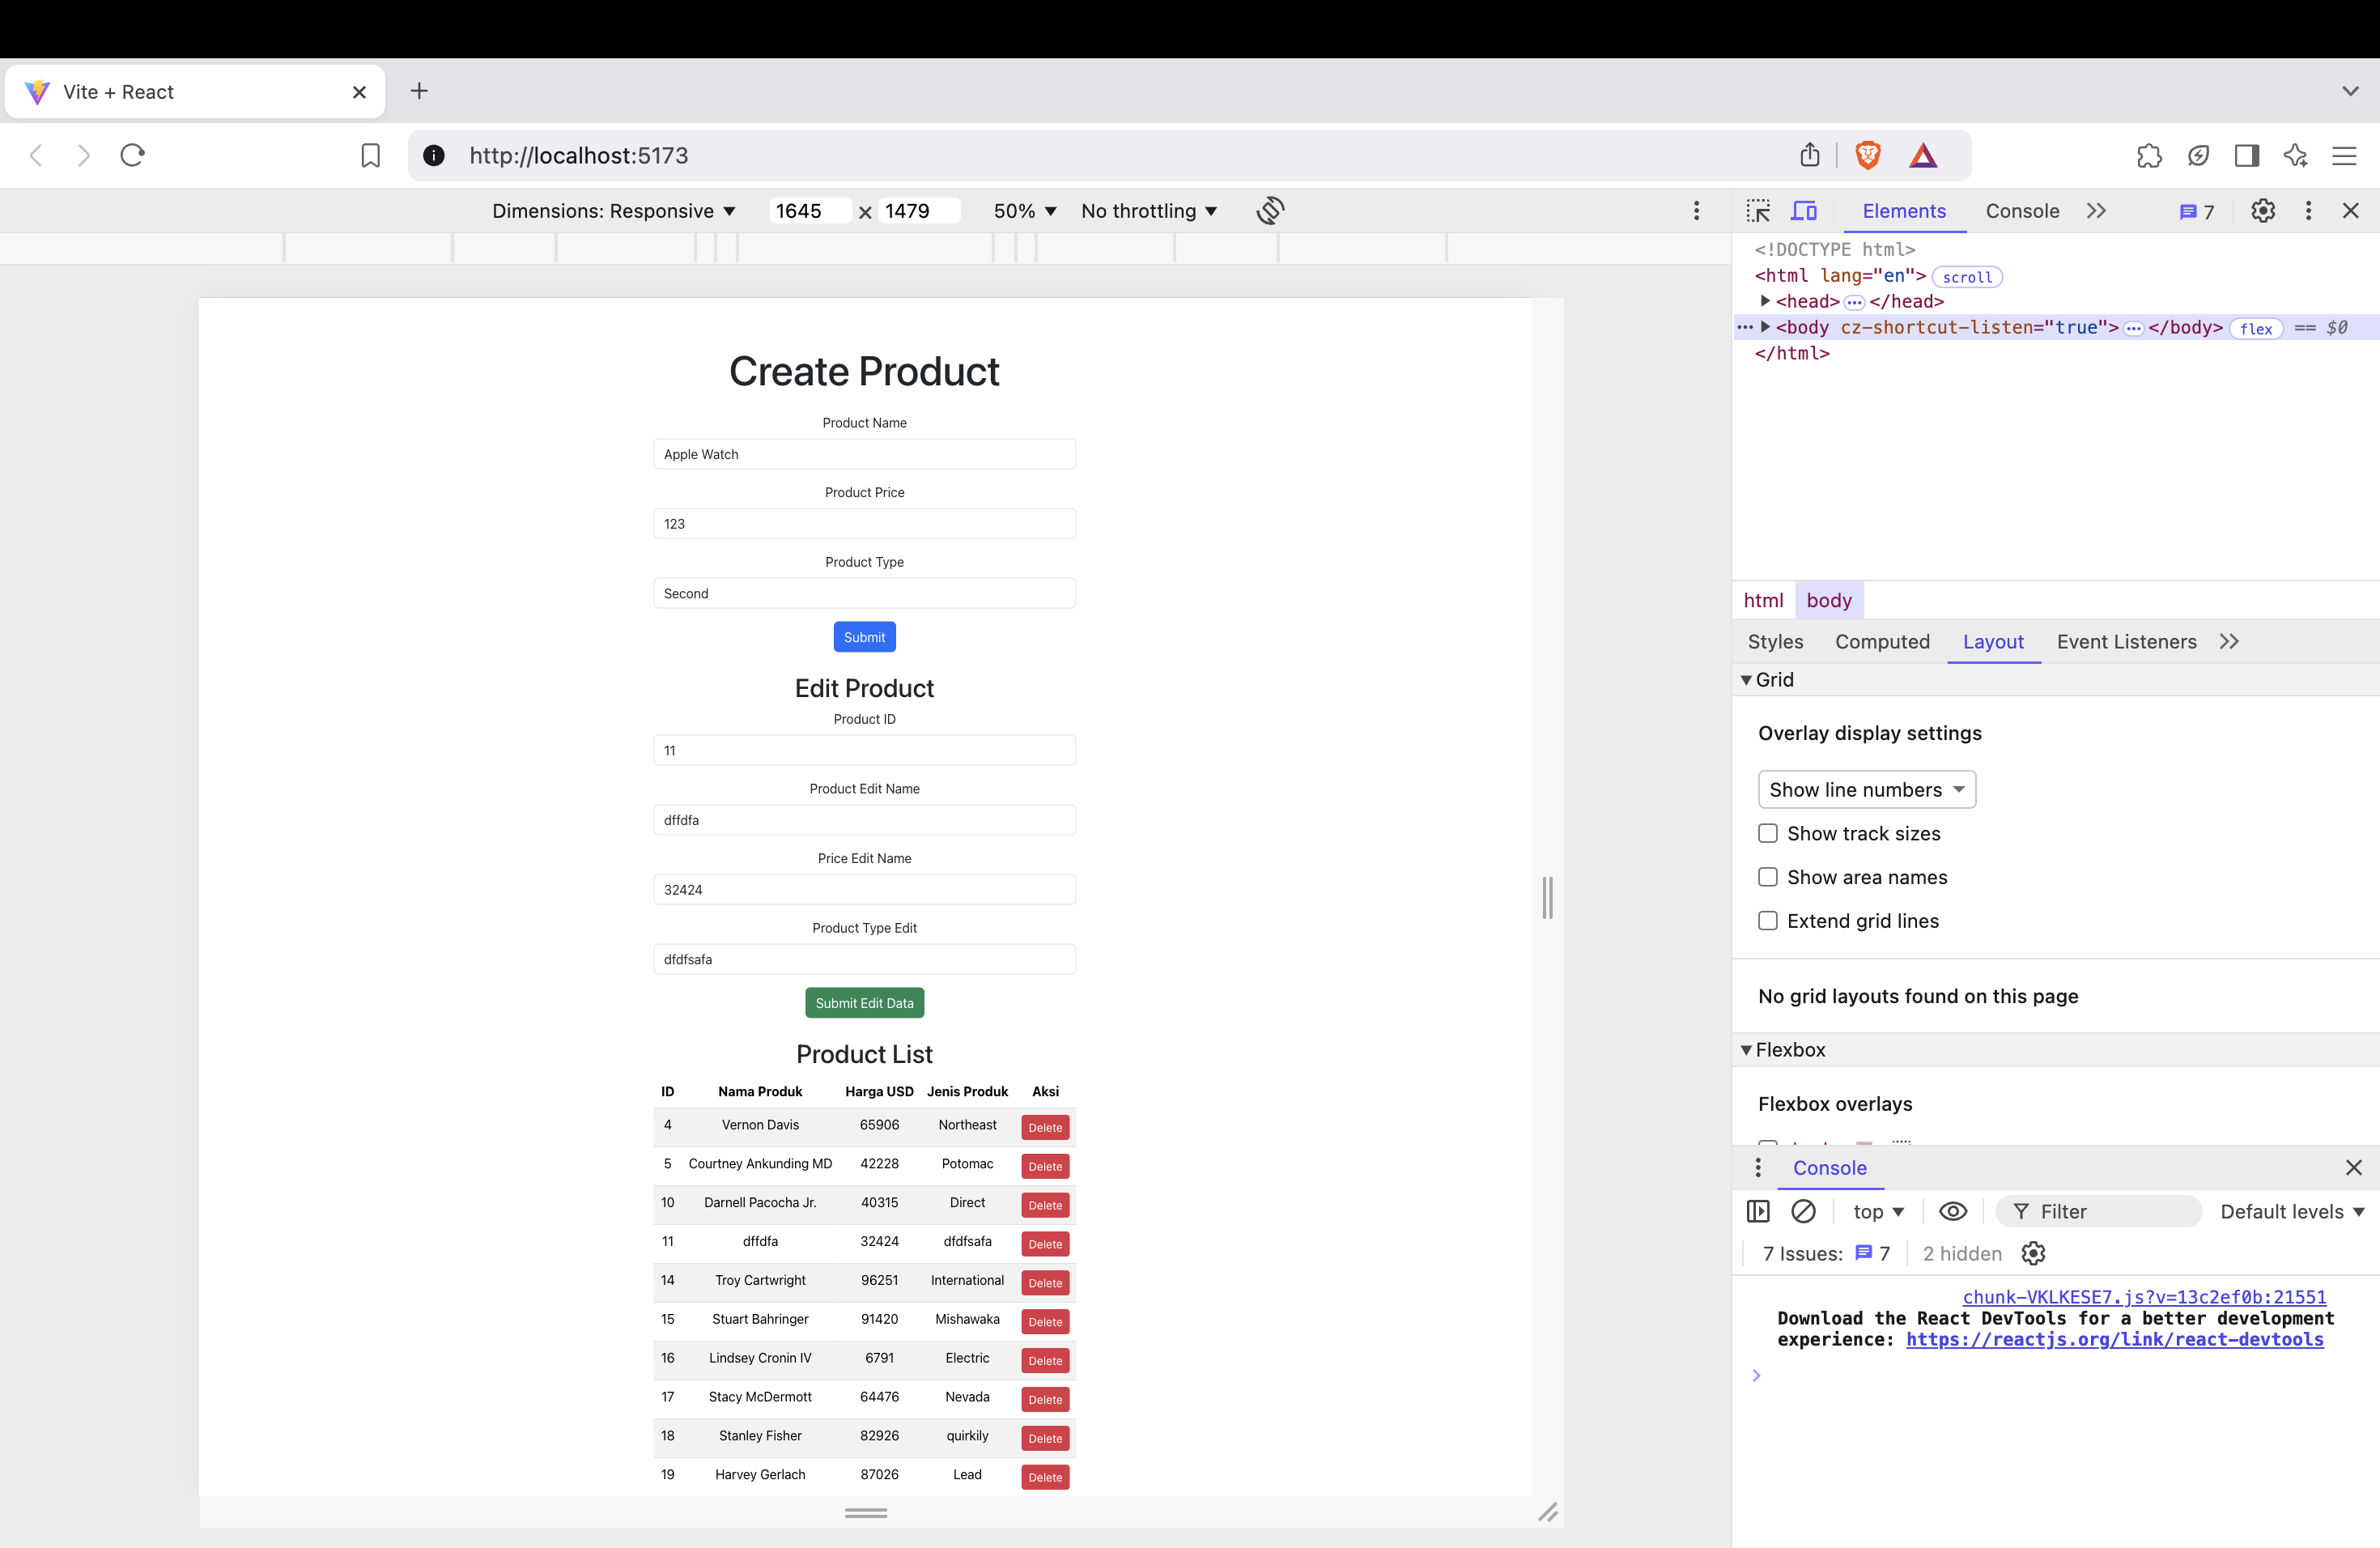 Vite + React
http://localhost:5173
Dimensions: Responsive 1645 x 1479 50% No throttling
Elements Console 7
Create Product
Product Name
Apple Watch
Product Price
123
Product Type
Second
Submit
Edit Product
Product ID
11
Product Edit Name
dffdfa
Price Edit Name
32424
Product Type Edit
dfdfsafa
Submit Edit Data
Product List
ID Nama Produk Harga USD Jenis Produk Aksi
4 Vernon Davis 65906 Northeast Delete
5 Courtney Ankunding MD 42228 Potomac Delete
10 Darnell Pacocha Jr. 40315 Direct Delete
11 dffdfa 32424 dfdfsafa Delete
14 Troy Cartwright 96251 International Delete
15 Stuart Bahringer 91420 Mishawaka Delete
16 Lindsey Cronin IV 6791 Electric Delete
17 Stacy McDermott 64476 Nevada Delete
18 Stanley Fisher 82926 quirkily Delete
19 Harvey Gerlach 87026 Lead Delete
<!DOCTYPE html>
<html lang="en"> scroll
<head> … </head>
… <body cz-shortcut-listen="true"> … </body> flex == $0
</html>
html body
Styles Computed Layout Event Listeners
Grid
Overlay display settings
Show line numbers
Show track sizes
Show area names
Extend grid lines
No grid layouts found on this page
Flexbox
Flexbox overlays
Console
top Filter Default levels
7 Issues: 7 2 hidden
chunk-VKLKESE7.js?v=13c2ef0b:21551
Download the React DevTools for a better development
experience: https://reactjs.org/link/react-devtools